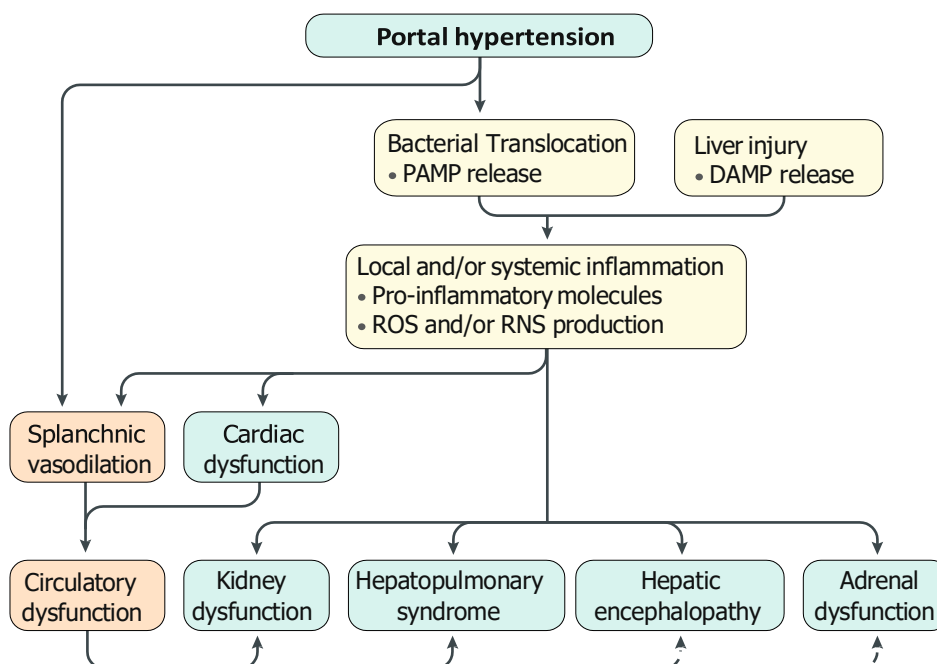 Portal hypertension
Bacterial Translocation
• PAMP release
Liver injury
• DAMP release
Local and/or systemic inflammation
• Pro-inflammatory molecules
• ROS and/or RNS production
Splanchnic
vasodilation
Cardiac
dysfunction
Circulatory
dysfunction
Kidney
dysfunction
Hepatopulmonary
syndrome
Hepatic
encephalopathy
Adrenal
dysfunction